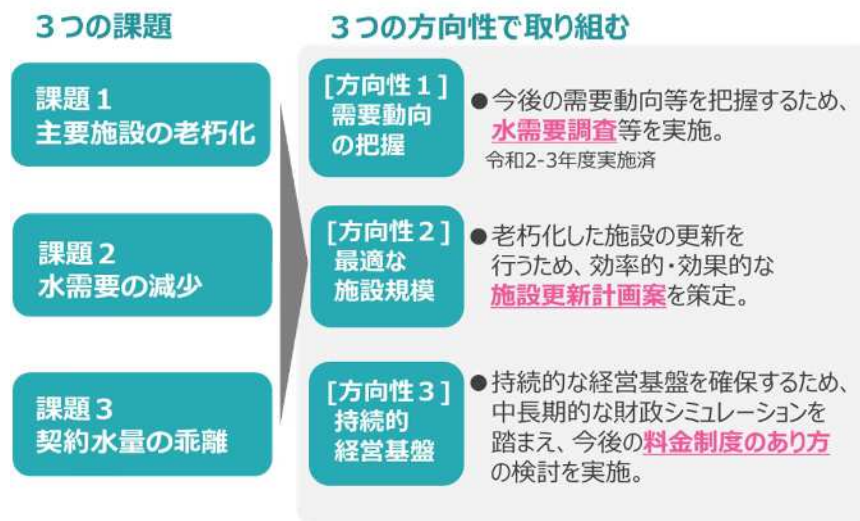 ３つの課題
課題１
主要施設の老朽化
課題２
水需要の減少
課題３
契約水量の乖離
３つの方向性で取り組む
[方向性１]
需要動向
の把握
●今後の需要動向等を把握するため、
水需要調査等を実施。
令和2-3年度実施済
[方向性２]
最適な
施設規模
●老朽化した施設の更新を
行うため、効率的・効果的な
施設更新計画案を策定。
[方向性３]
持続的
経営基盤
●持続的な経営基盤を確保するため、
中長期的な財政シミュレーションを
踏まえ、今後の料金制度のあり方
の検討を実施。